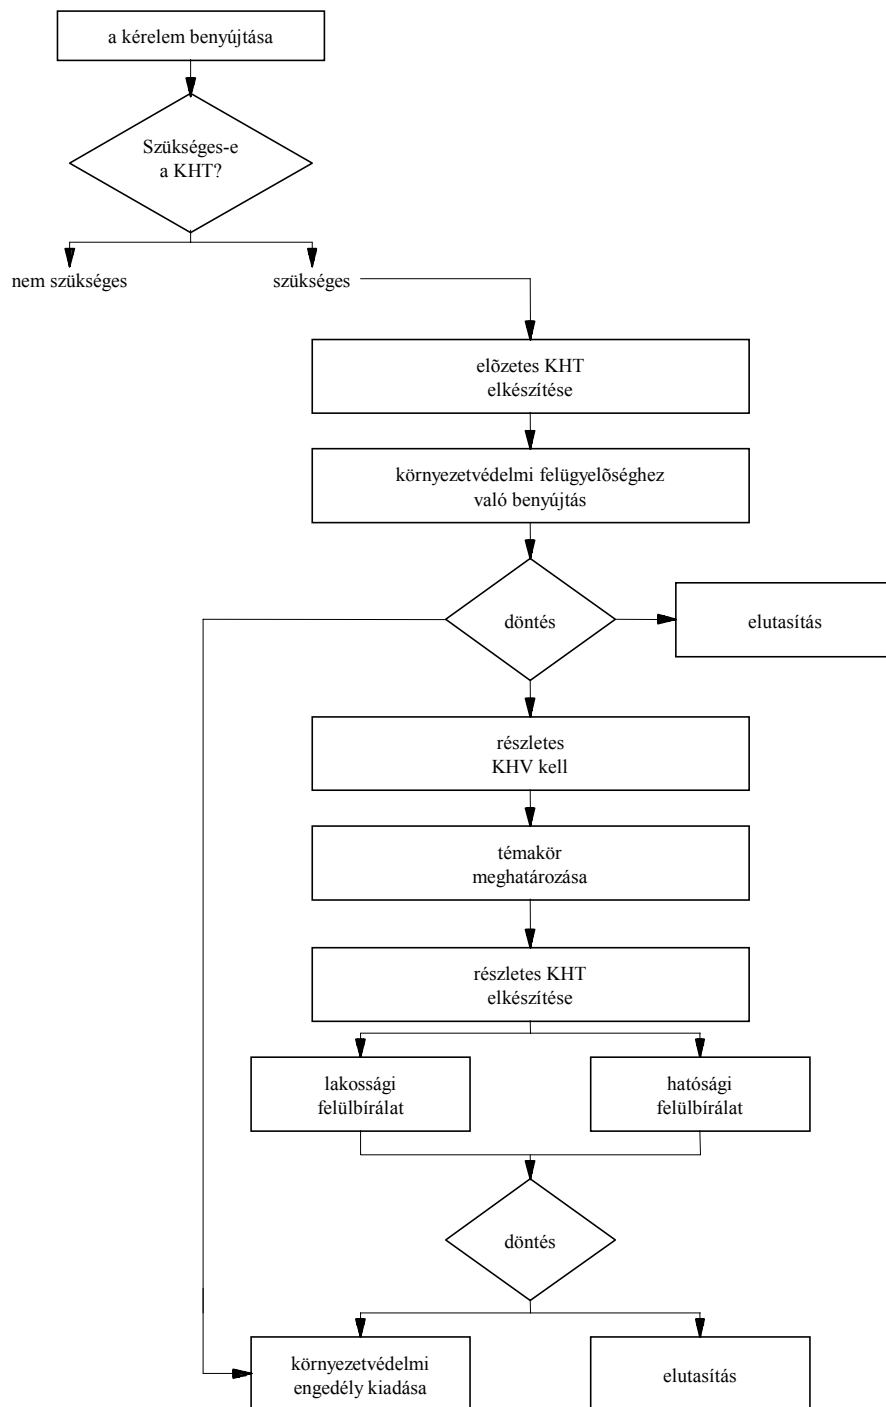 a kérelem benyújtása
Szükséges-e
a KHT?
nem szükséges
szükséges
elõzetes KHT
elkészítése
környezetvédelmi felügyelõséghez
való benyújtás
döntés
elutasítás
részletes
KHV kell
témakör
meghatározása
részletes KHT
elkészítése
lakossági
felülbírálat
hatósági
felülbírálat
döntés
környezetvédelmi
engedély kiadása
elutasítás